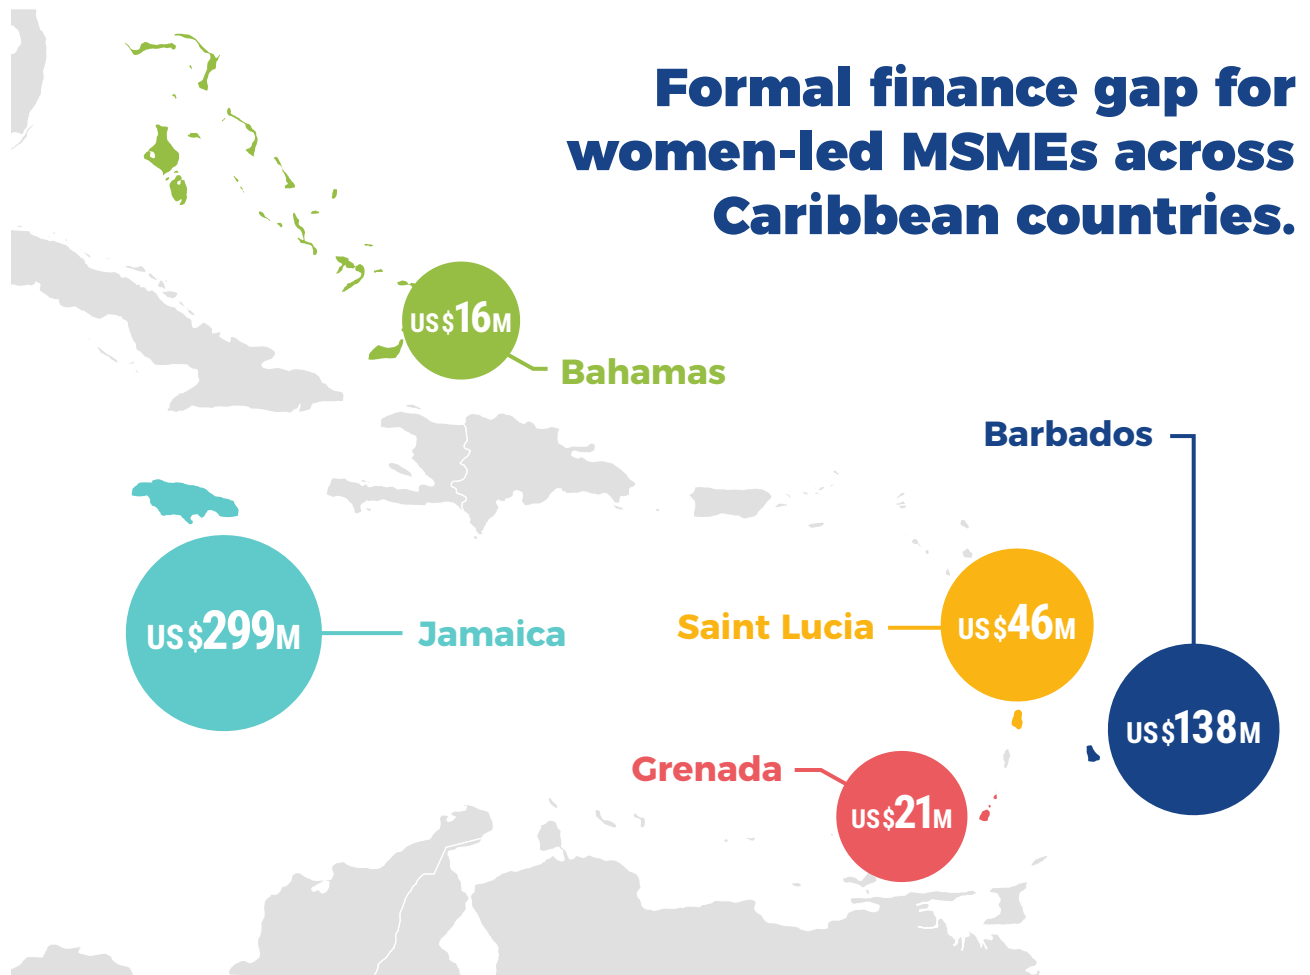 Formal finance gap for
women-led MSMEs across
Caribbean countries.
US$16M
Bahamas
Barbados
US$299M
Jamaica
Saint Lucia
US$46M
US$138M
Grenada
US$21M